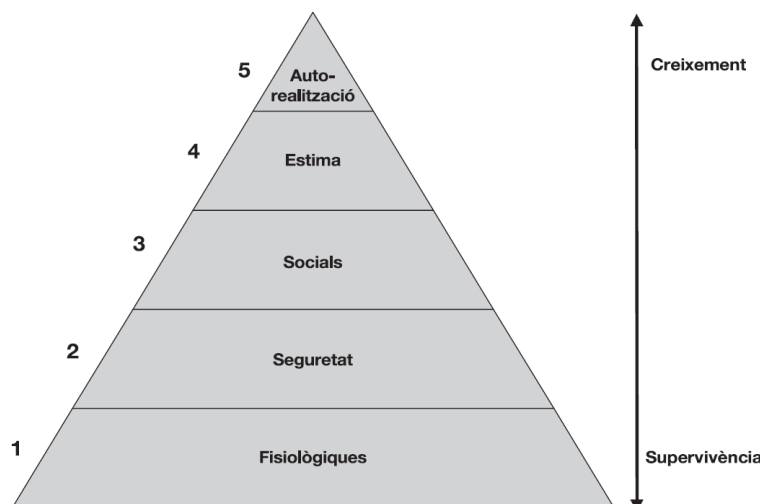 5
Auto-
realització
Creixement
4
Estima
3
Socials
2
Seguretat
1
Fisiològiques
Supervivència